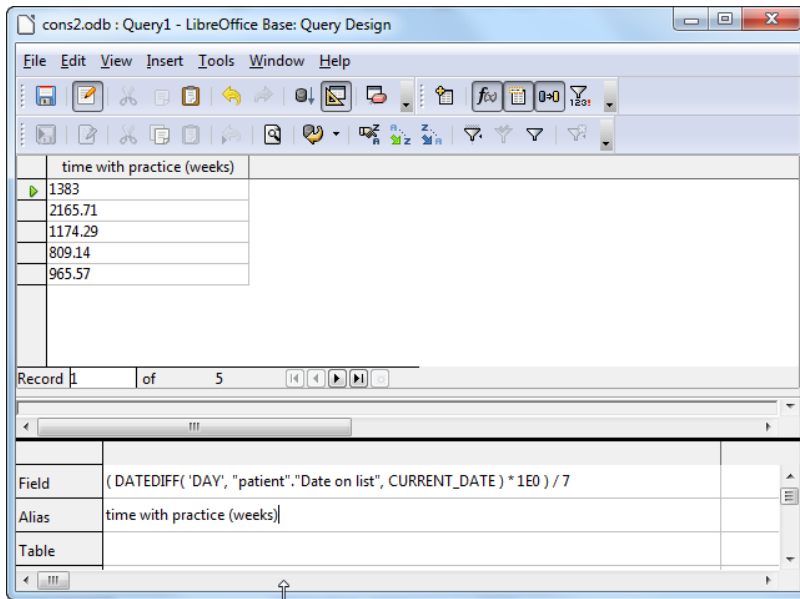 cons2.odb : Query1 - LibreOffice Base: Query Design
File Edit View Insert Tools Window Help
time with practice (weeks)
1383
2165.71
1174.29
809.14
965.57
Record 1 of 5
Field ( DATEDIFF( 'DAY', "patient"."Date on list", CURRENT_DATE ) * 1E0 ) / 7
Alias time with practice (weeks)
Table